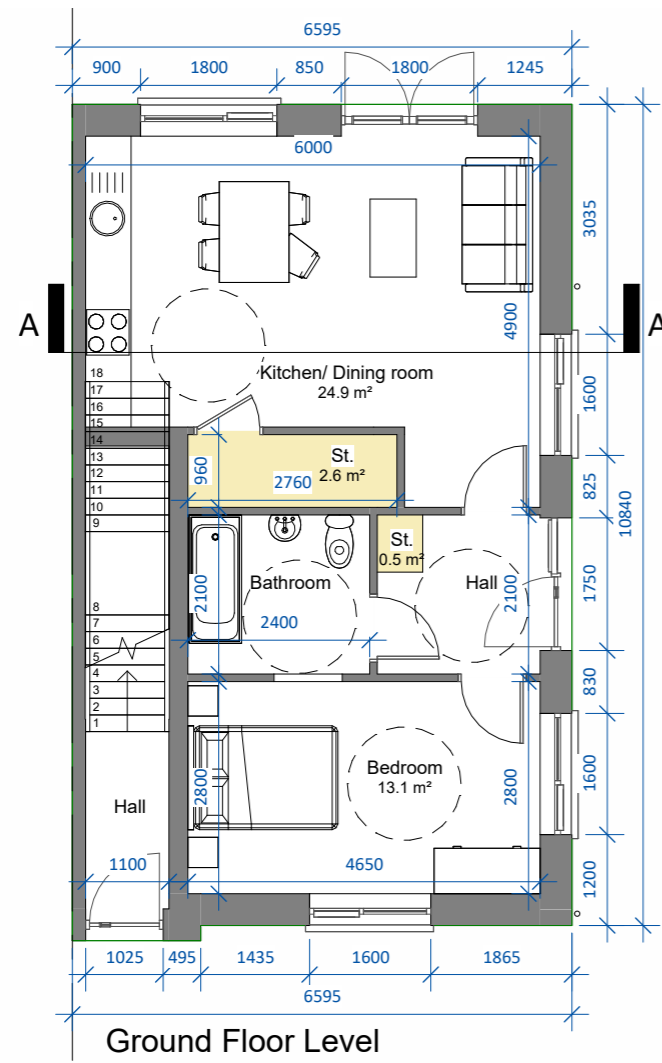 6595
900 1800 850 1800 1245
6000
3035
4900
A A
Kitchen/ Dining room
24.9 m²
1600
18
17
16
15
14
13
12
11
10
9
960
St.
2.6 m²
2760
825
10840
St.
0.5 m²
Bathroom
Hall
2100
2100
1750
2400
8
7
6
5
4
3
2
1
830
Bedroom
13.1 m²
2800
2800
1600
Hall
1100
4650
1200
1025 495 1435 1600 1865
6595
Ground Floor Level